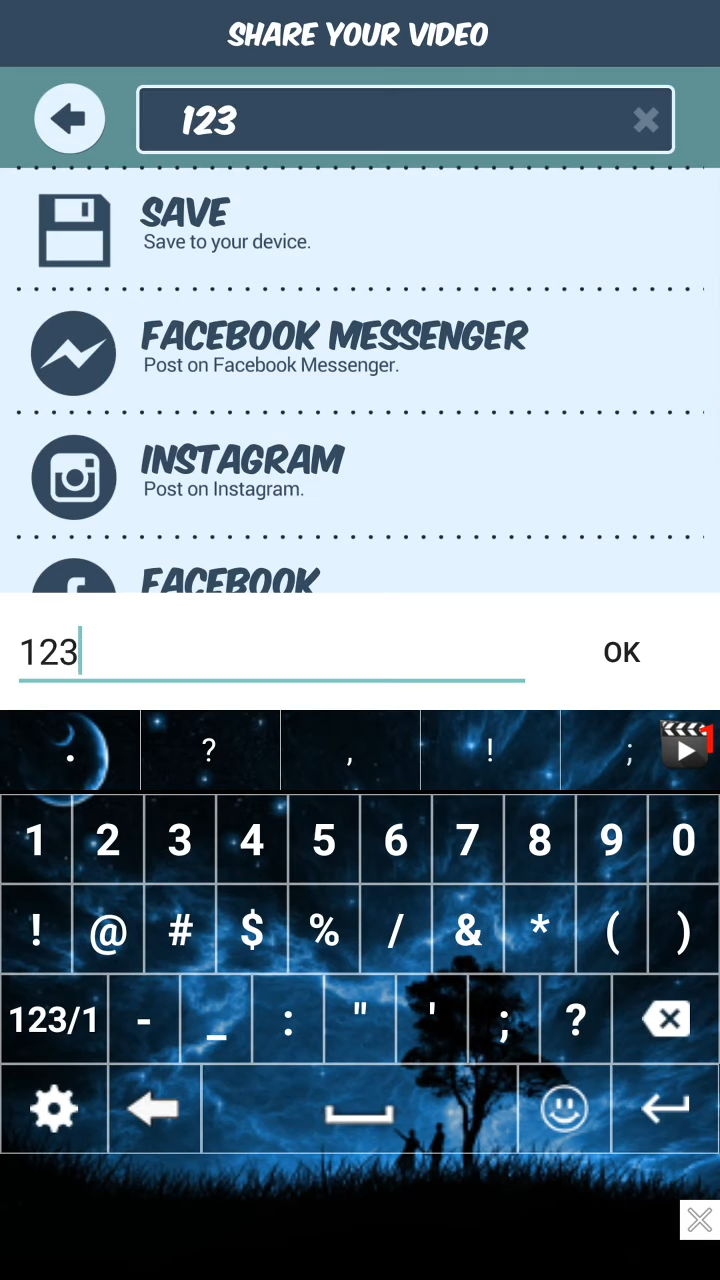 SHARE YOUR VIDEO
123
SAVE
Save to your device.
FACEBOOK MESSENGER
Post on Facebook Messenger.
INSTAGRAM
Post on Instagram.
FACEBOOK
123 OK
. ? , ! ;
1 2 3 4 5 6 7 8 9 0
! @ # $ % / & * ( )
123/1 - _ : " ' ; ?